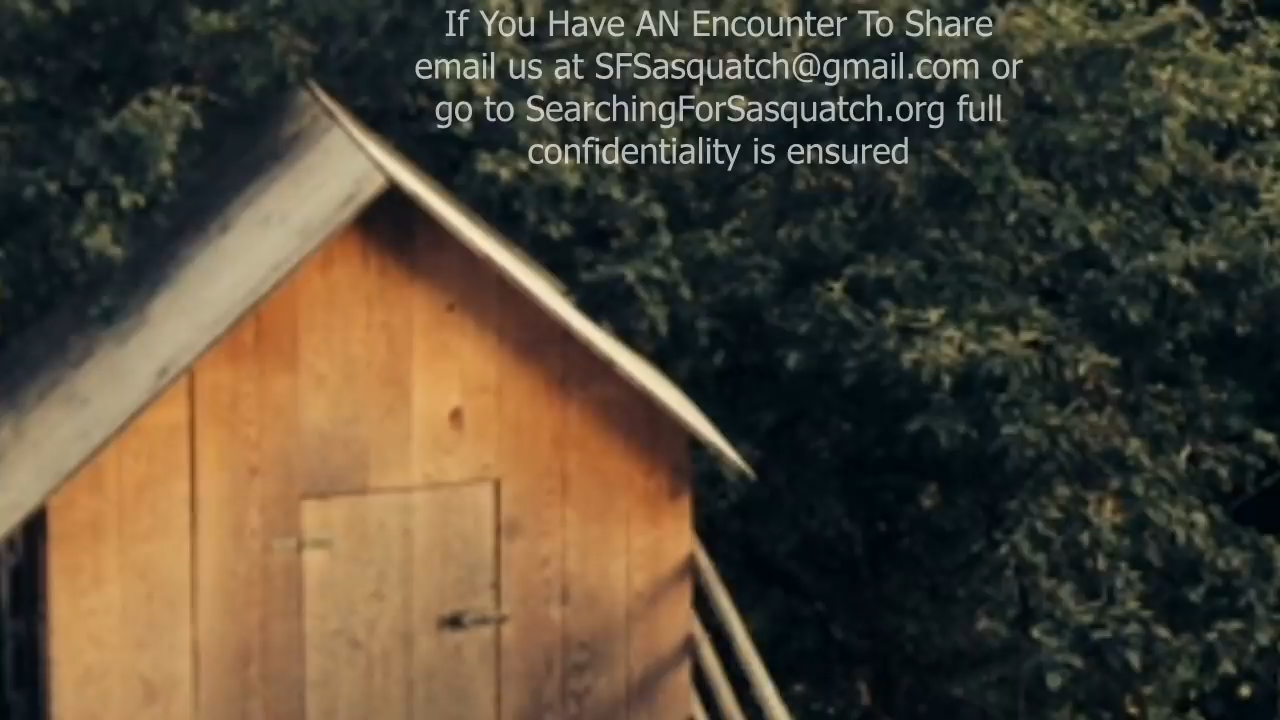 If You Have AN Encounter To Share
email us at SFSasquatch@gmail.com or
go to SearchingForSasquatch.org full
confidentiality is ensured